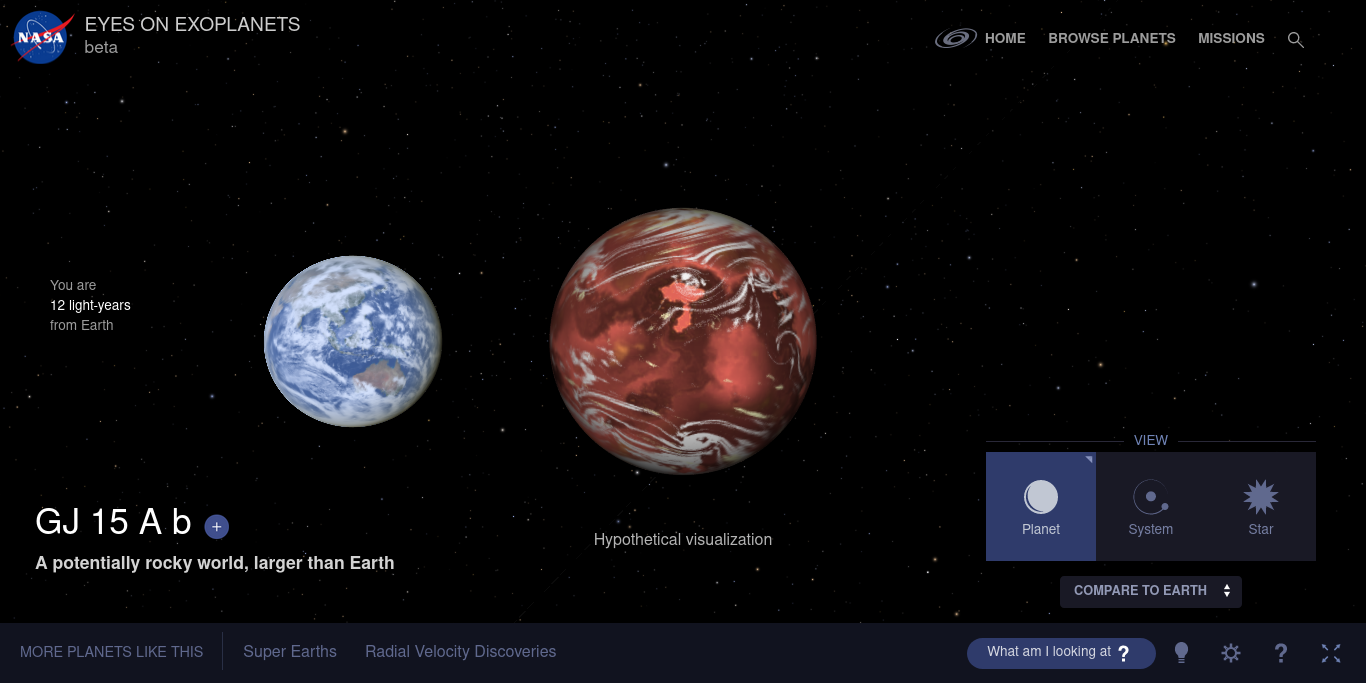 NASA
EYES ON EXOPLANETS
beta
HOME
BROWSE PLANETS
MISSIONS
You are
12 light-years
from Earth
VIEW
Planet
System
Star
GJ 15 A b +
A potentially rocky world, larger than Earth
Hypothetical visualization
COMPARE TO EARTH
MORE PLANETS LIKE THIS
Super Earths
Radial Velocity Discoveries
What am I looking at ?
?